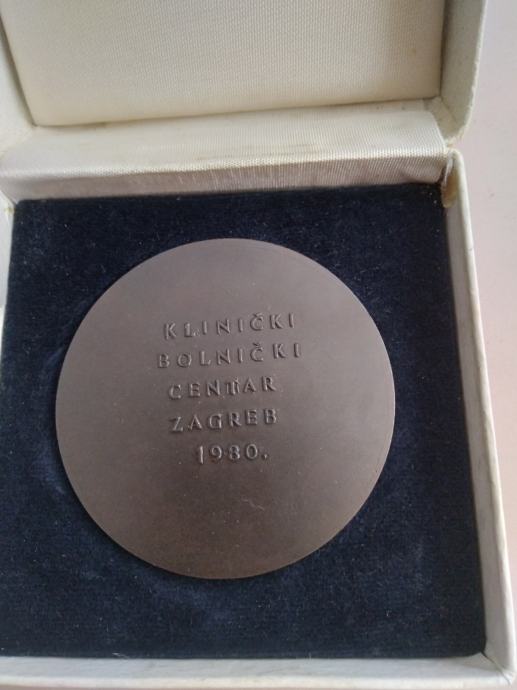 KLINIČKI
BOLNIČKI
CENTAR
ZAGREB
1980.